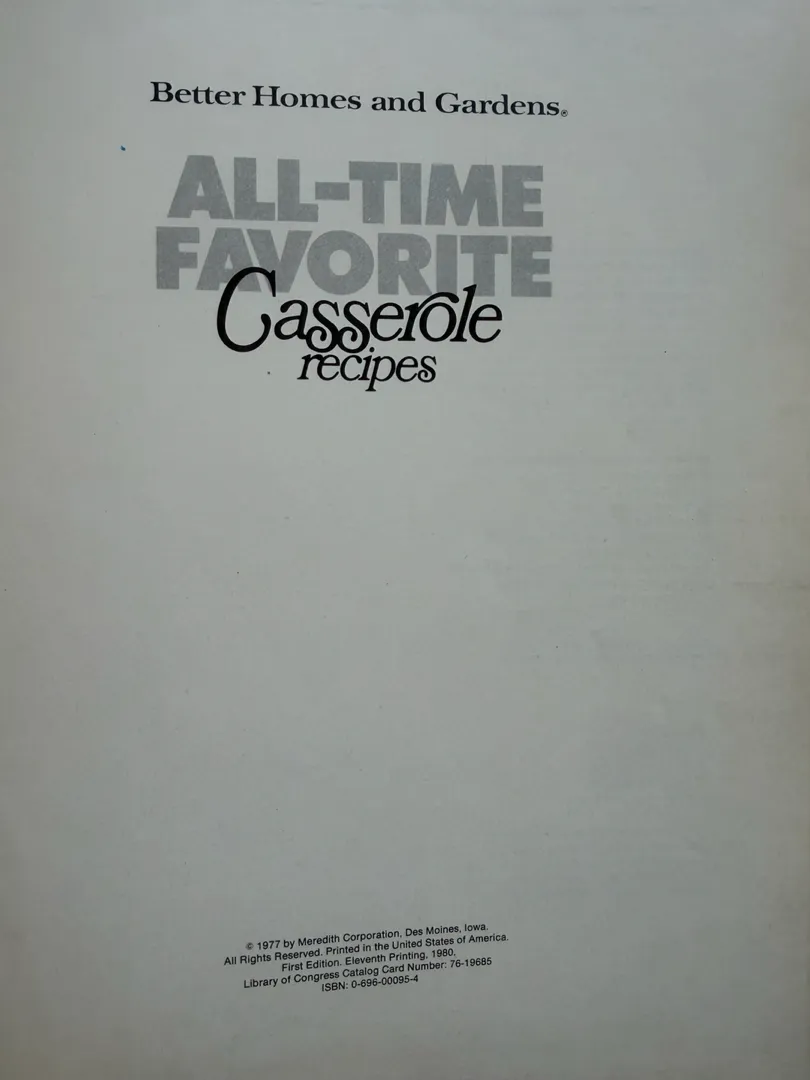 Better Homes and Gardens®
ALL-TIME
FAVORITE
Casserole
recipes
© 1977 by Meredith Corporation, Des Moines, Iowa.
All Rights Reserved. Printed in the United States of America.
First Edition. Eleventh Printing, 1980.
Library of Congress Catalog Card Number: 76-19685
ISBN: 0-696-00095-4